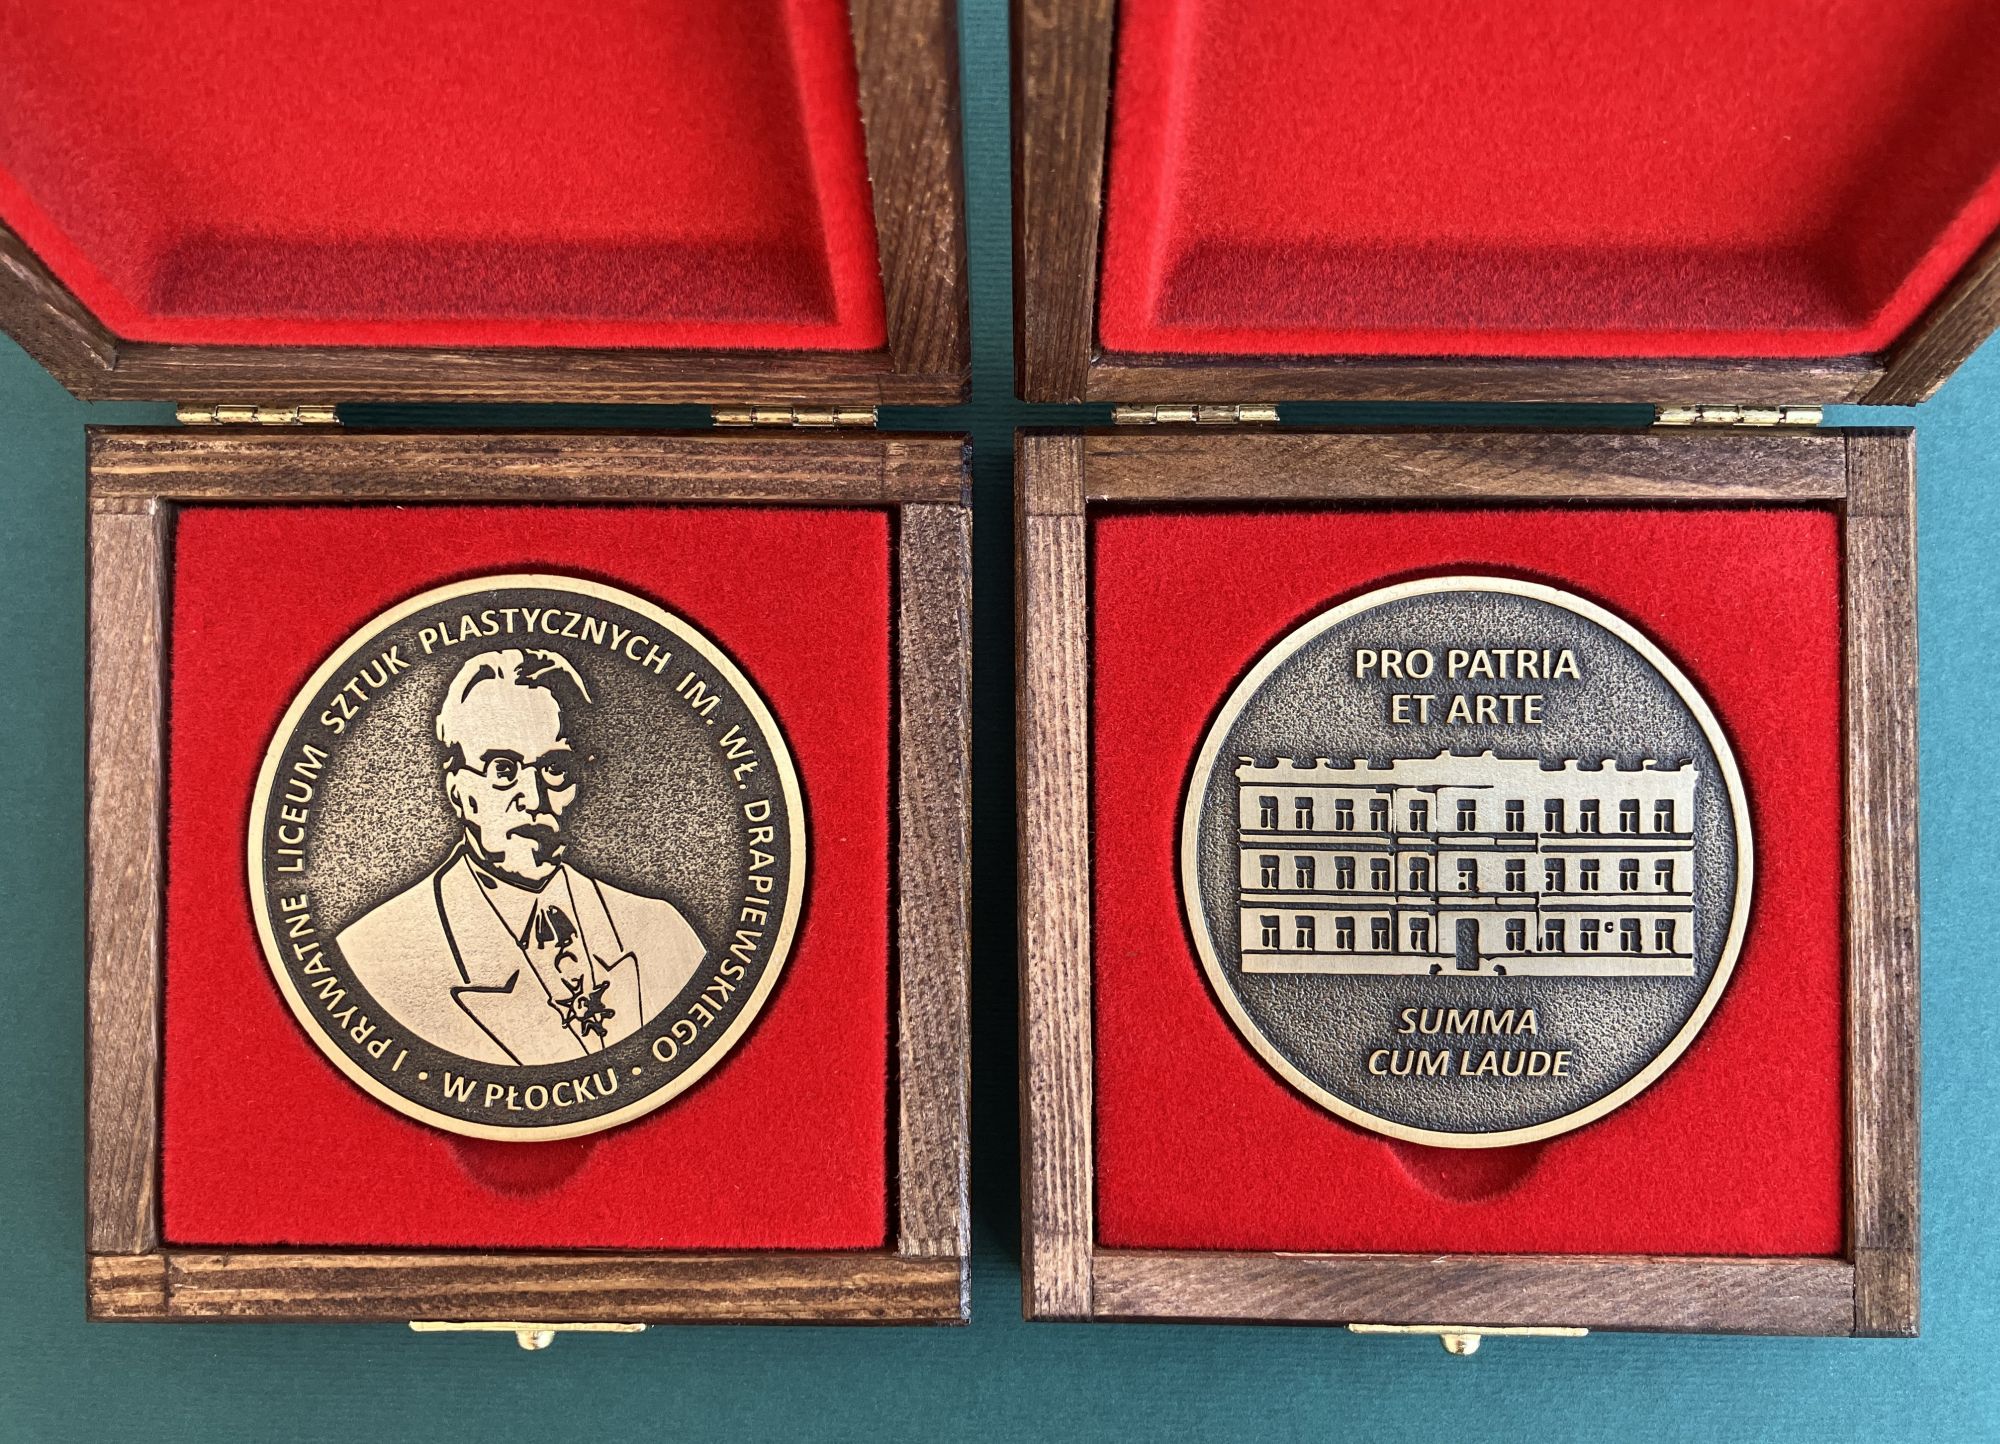 I PRYWATNE LICEUM SZTUK PLASTYCZNYCH IM. WŁ. DRAPIEWSKIEGO
• W PŁOCKU •
PRO PATRIA
ET ARTE
SUMMA
CUM LAUDE